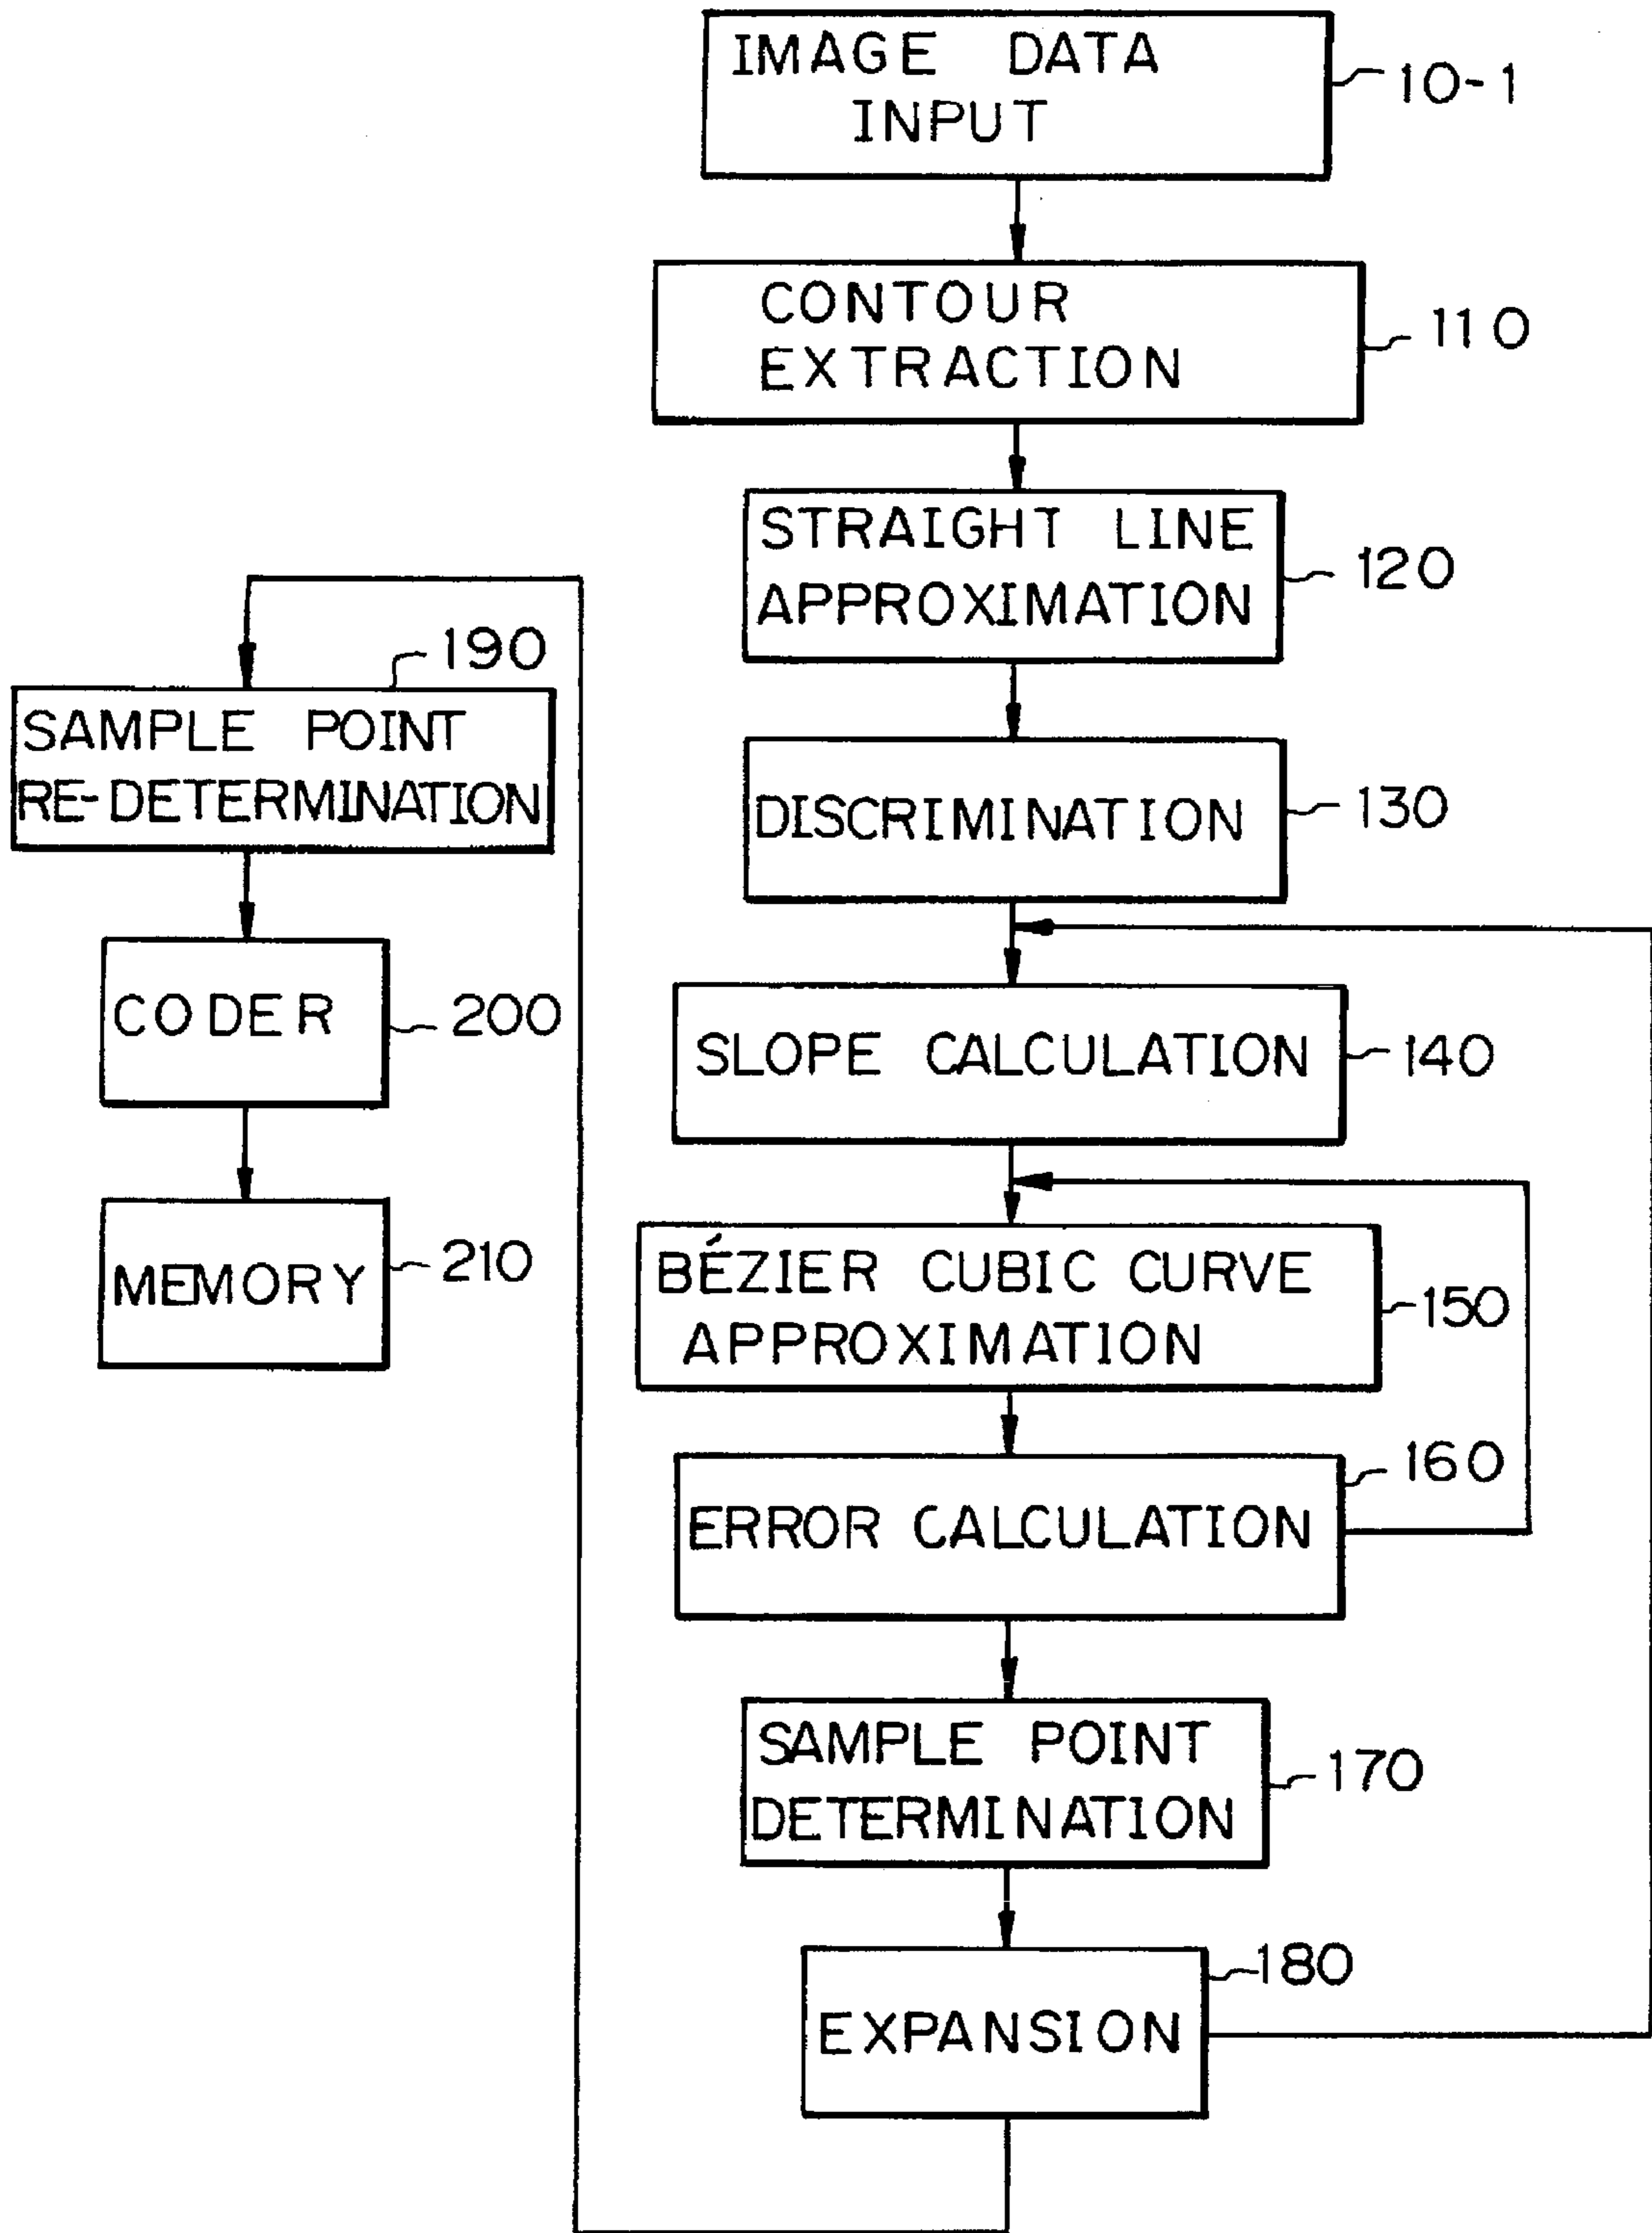 IMAGE DATA
INPUT
10-1
CONTOUR
EXTRACTION
110
STRAIGHT LINE
APPROXIMATION
120
DISCRIMINATION
130
SLOPE CALCULATION
140
BÉZIER CUBIC CURVE
APPROXIMATION
150
ERROR CALCULATION
160
SAMPLE POINT
DETERMINATION
170
EXPANSION
180
190
SAMPLE POINT
RE-DETERMINATION
CODER
200
MEMORY
210